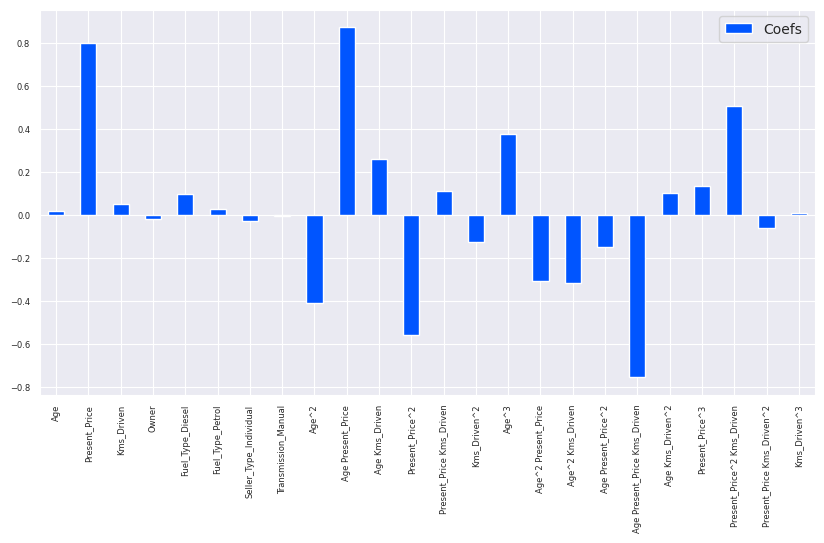 Coefs
0.8
0.6
0.4
0.2
0.0
−0.2
−0.4
−0.6
−0.8
Age
Present_Price
Kms_Driven
Owner
Fuel_Type_Diesel
Fuel_Type_Petrol
Seller_Type_Individual
Transmission_Manual
Age^2
Age Present_Price
Age Kms_Driven
Present_Price^2
Present_Price Kms_Driven
Kms_Driven^2
Age^3
Age^2 Present_Price
Age^2 Kms_Driven
Age Present_Price^2
Age Present_Price Kms_Driven
Age Kms_Driven^2
Present_Price^3
Present_Price^2 Kms_Driven
Present_Price Kms_Driven^2
Kms_Driven^3